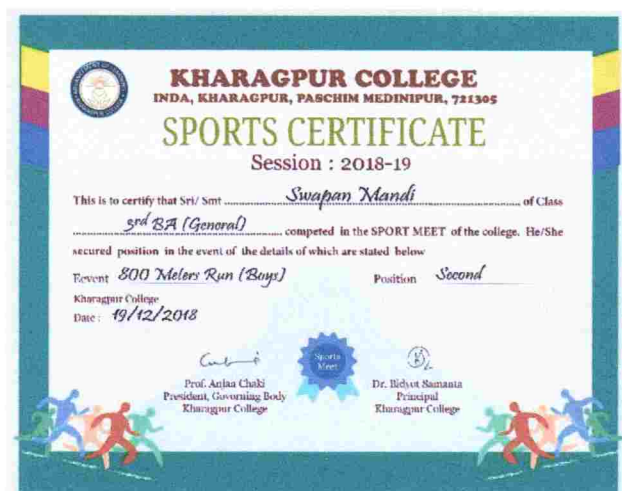 KHARAGPUR COLLEGE
INDA, KHARAGPUR, PASCHIM MEDINIPUR, 721305
SPORTS CERTIFICATE
Session : 2018-19
This is to certify that Sri/ Smt Swapan Mandi of Class
3rd BA (General) competed in the SPORT MEET of the college. He/She
secured position in the event of the details of which are stated below
Eevent 800 Meters Run (Boys) Position Second
Kharagpur College
Date : 19/12/2018
Sports
Meet
Prof. Anjan Chaki
President, Governing Body
Kharagpur College
Dr. Bidyut Samanta
Principal
Kharagpur College